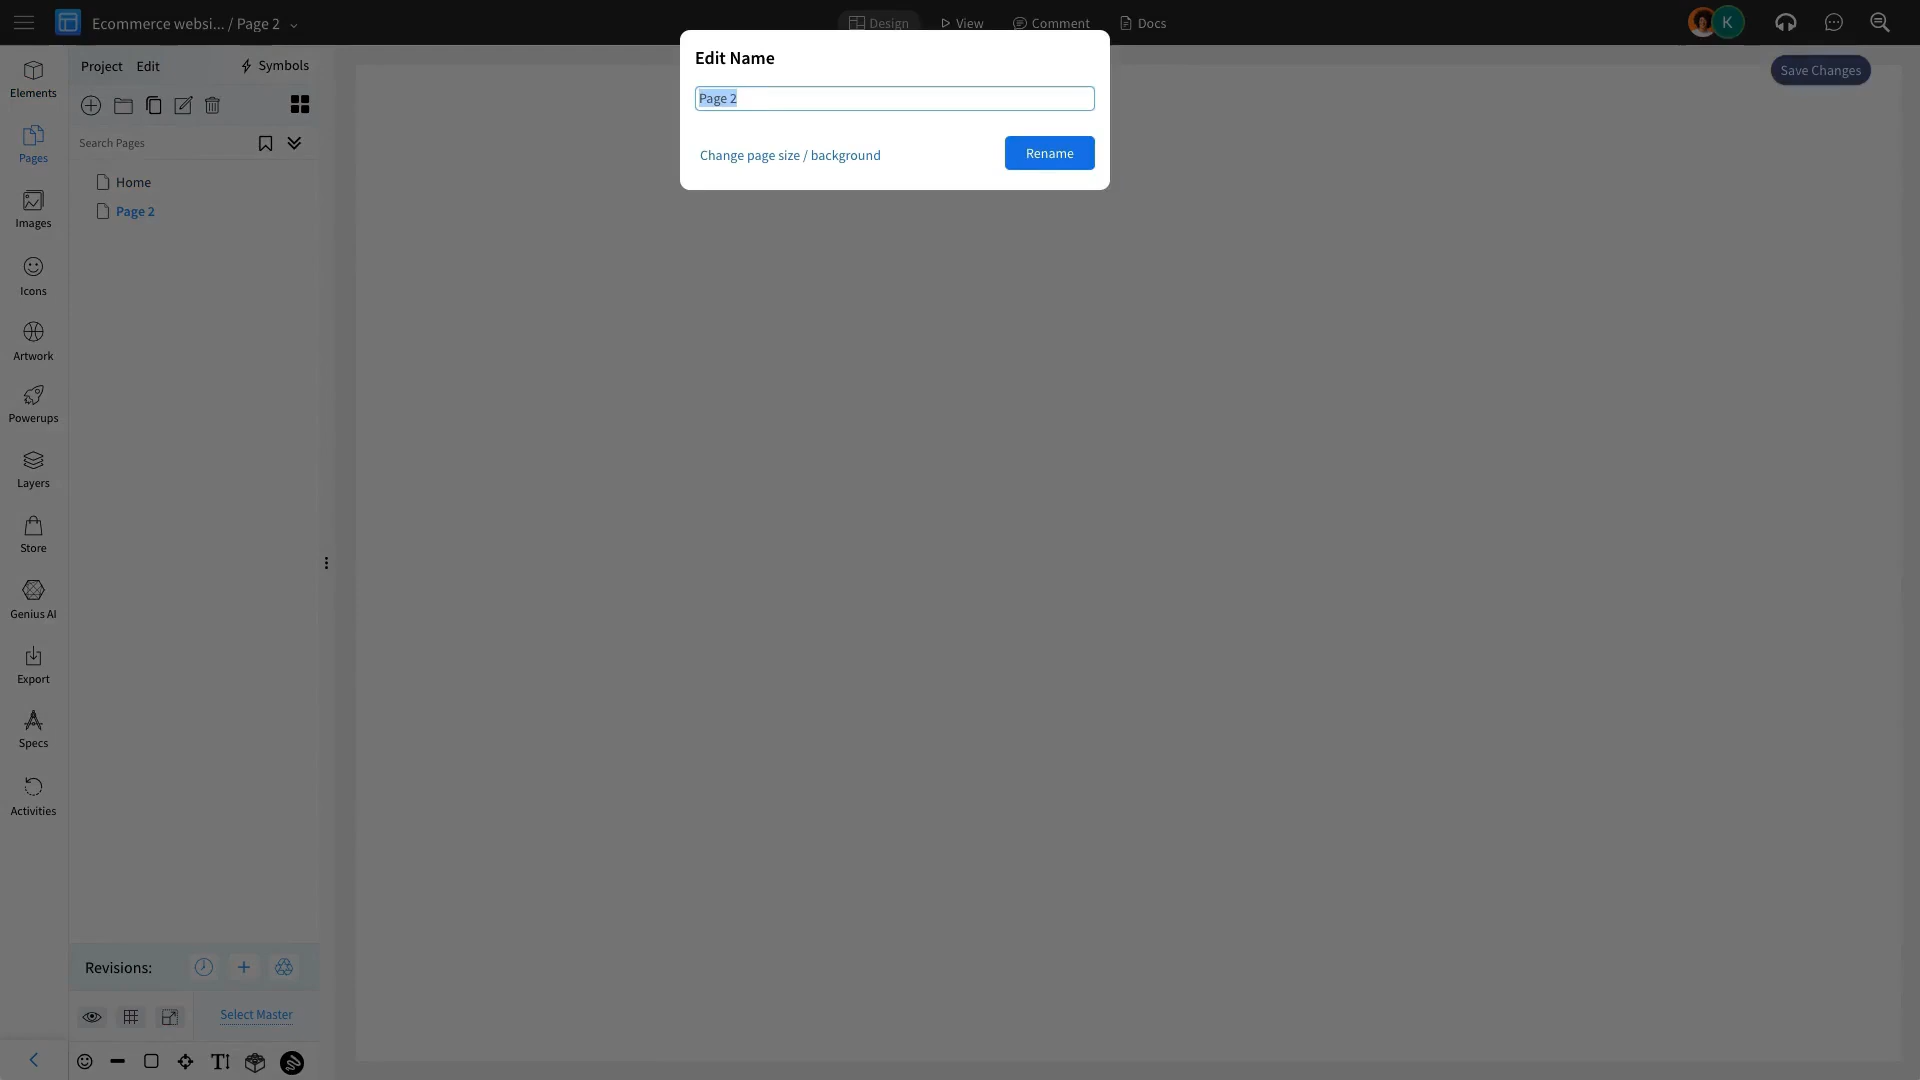 Ecommerce websi... / Page 2
Design
View
Comment
Docs
K
Edit Name
Page 2
Change page size / background
Rename
Save Changes
Project
Edit
Symbols
Search Pages
Home
Page 2
Elements
Pages
Images
Icons
Artwork
Powerups
Layers
Store
Genius AI
Export
Specs
Activities
Revisions:
Select Master